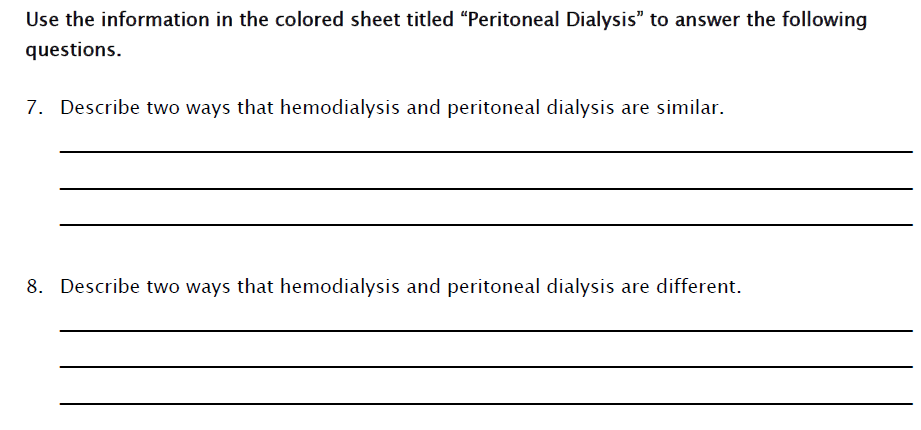 Use the information in the colored sheet titled “Peritoneal Dialysis” to answer the following
questions.
7. Describe two ways that hemodialysis and peritoneal dialysis are similar.
8. Describe two ways that hemodialysis and peritoneal dialysis are different.